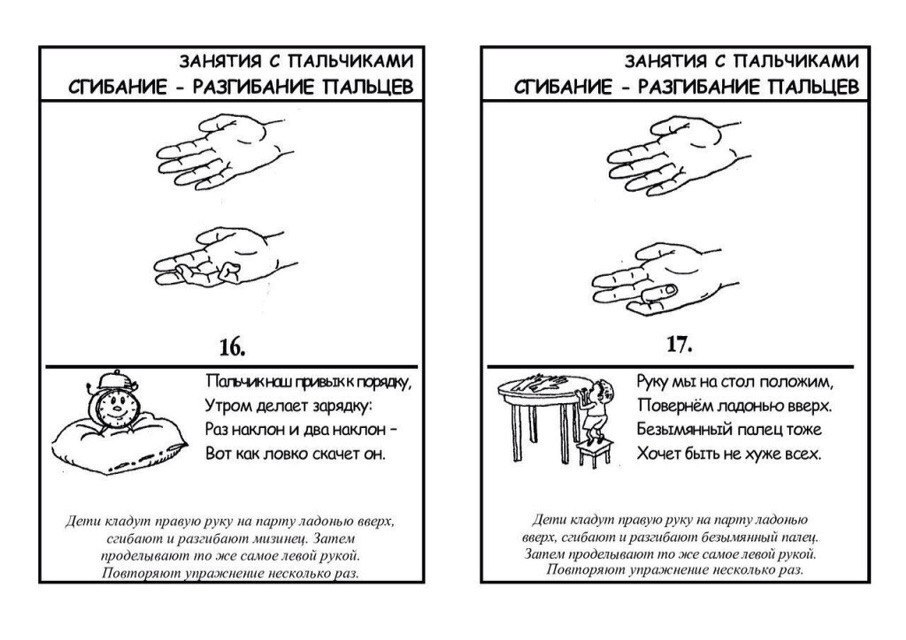 ЗАНЯТИЯ С ПАЛЬЧИКАМИ
СГИБАНИЕ - РАЗГИБАНИЕ ПАЛЬЦЕВ
16.
Пальчик наш привык к порядку,
Утром делает зарядку:
Раз наклон и два наклон –
Вот как ловко скачет он.
Дети кладут правую руку на парту ладонью вверх,
сгибают и разгибают мизинец. Затем
проделывают то же самое левой рукой.
Повторяют упражнение несколько раз.
ЗАНЯТИЯ С ПАЛЬЧИКАМИ
СГИБАНИЕ - РАЗГИБАНИЕ ПАЛЬЦЕВ
17.
Руку мы на стол положим,
Повернём ладонью вверх.
Безымянный палец тоже
Хочет быть не хуже всех.
Дети кладут правую руку на парту ладонью
вверх, сгибают и разгибают безымянный палец.
Затем проделывают то же самое левой рукой.
Повторяют упражнение несколько раз.